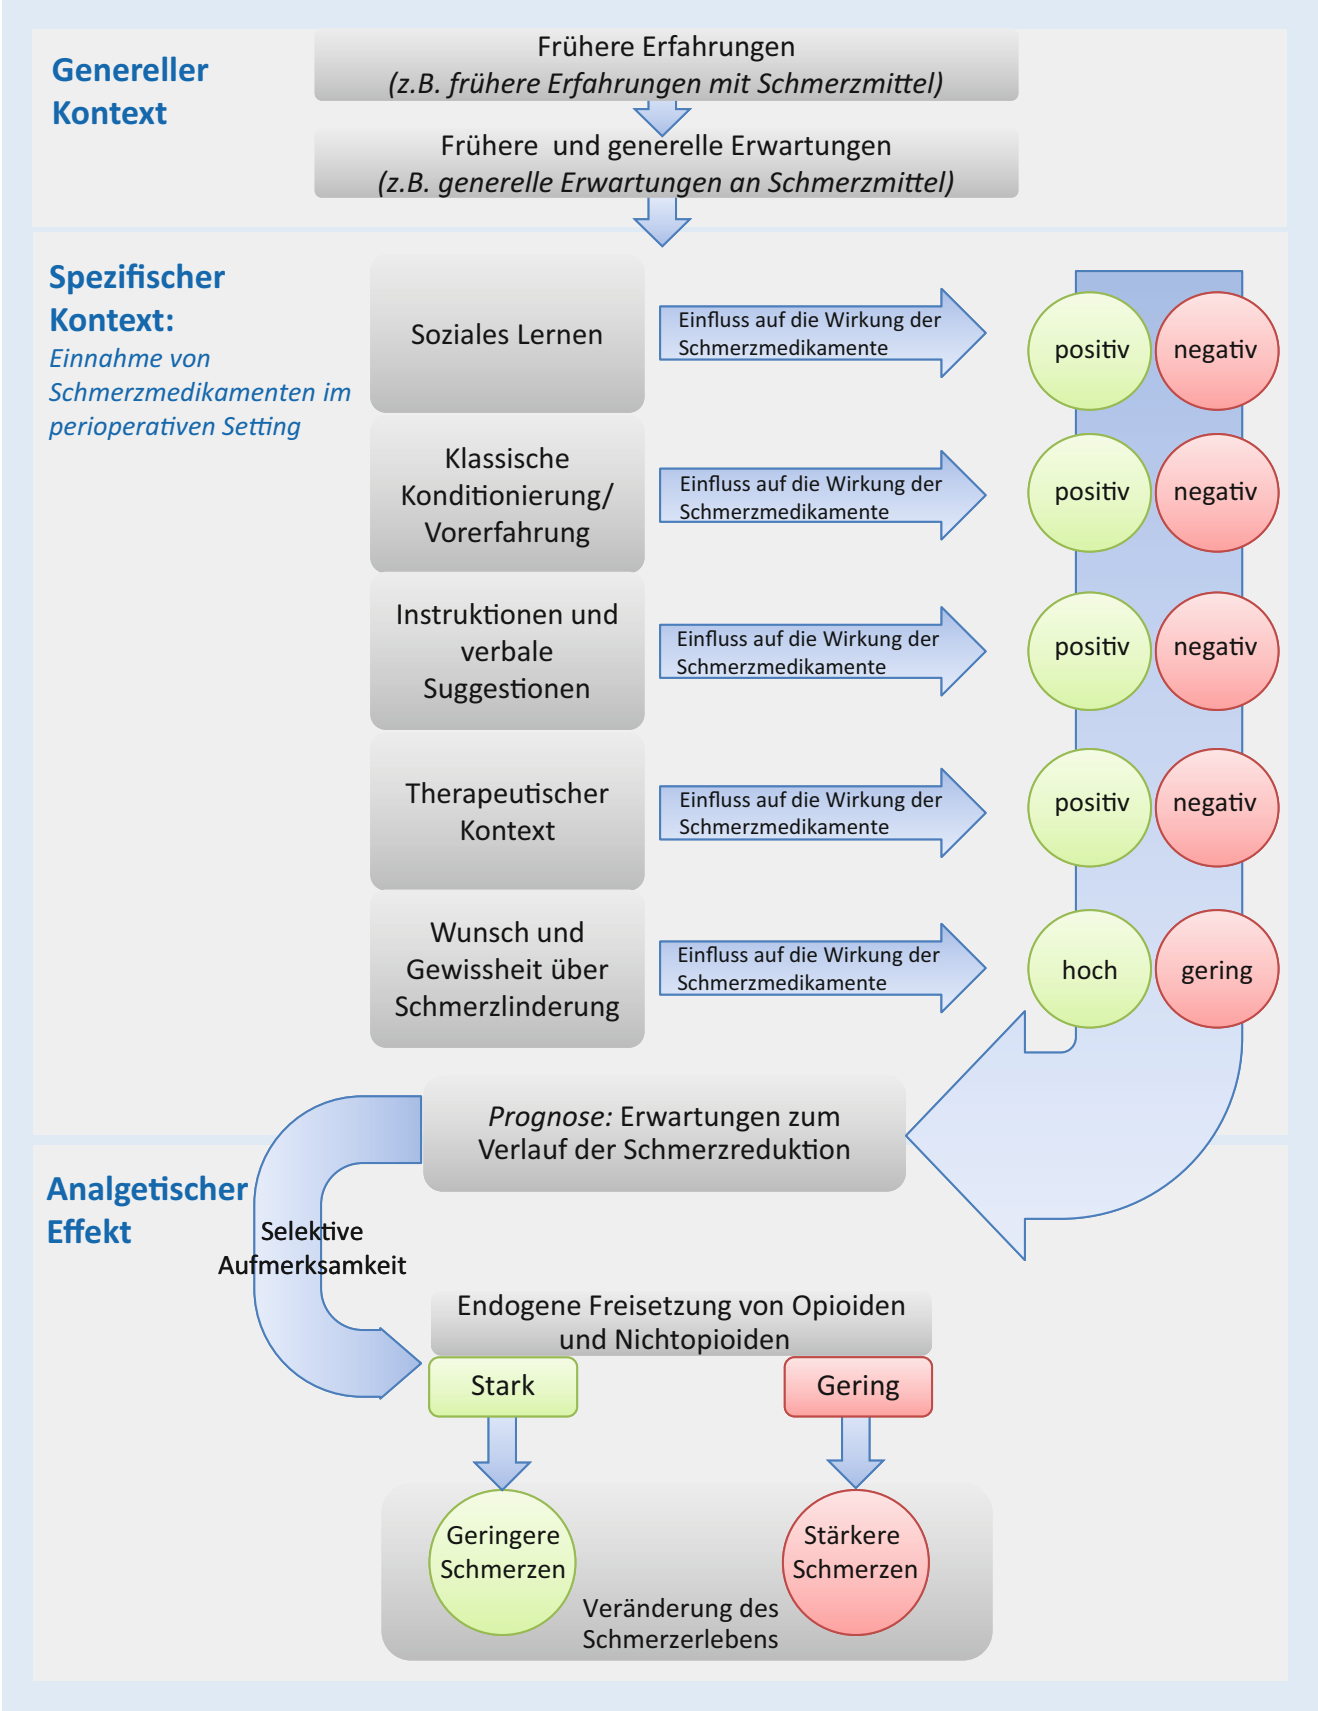 Genereller
Kontext
Frühere Erfahrungen
(z.B. frühere Erfahrungen mit Schmerzmittel)
Frühere und generelle Erwartungen
(z.B. generelle Erwartungen an Schmerzmittel)
Spezifischer
Kontext:
Einnahme von
Schmerzmedikamenten im
perioperativen Setting
Soziales Lernen
Einfluss auf die Wirkung der
Schmerzmedikamente
positiv
negativ
Klassische
Konditionierung/
Vorerfahrung
Einfluss auf die Wirkung der
Schmerzmedikamente
positiv
negativ
Instruktionen und
verbale
Suggestionen
Einfluss auf die Wirkung der
Schmerzmedikamente
positiv
negativ
Therapeutischer
Kontext
Einfluss auf die Wirkung der
Schmerzmedikamente
positiv
negativ
Wunsch und
Gewissheit über
Schmerzlinderung
Einfluss auf die Wirkung der
Schmerzmedikamente
hoch
gering
Prognose: Erwartungen zum
Verlauf der Schmerzreduktion
Analgetischer
Effekt
Selektive
Aufmerksamkeit
Endogene Freisetzung von Opioiden
und Nichtopioiden
Stark
Gering
Geringere
Schmerzen
Stärkere
Schmerzen
Veränderung des
Schmerzerlebens